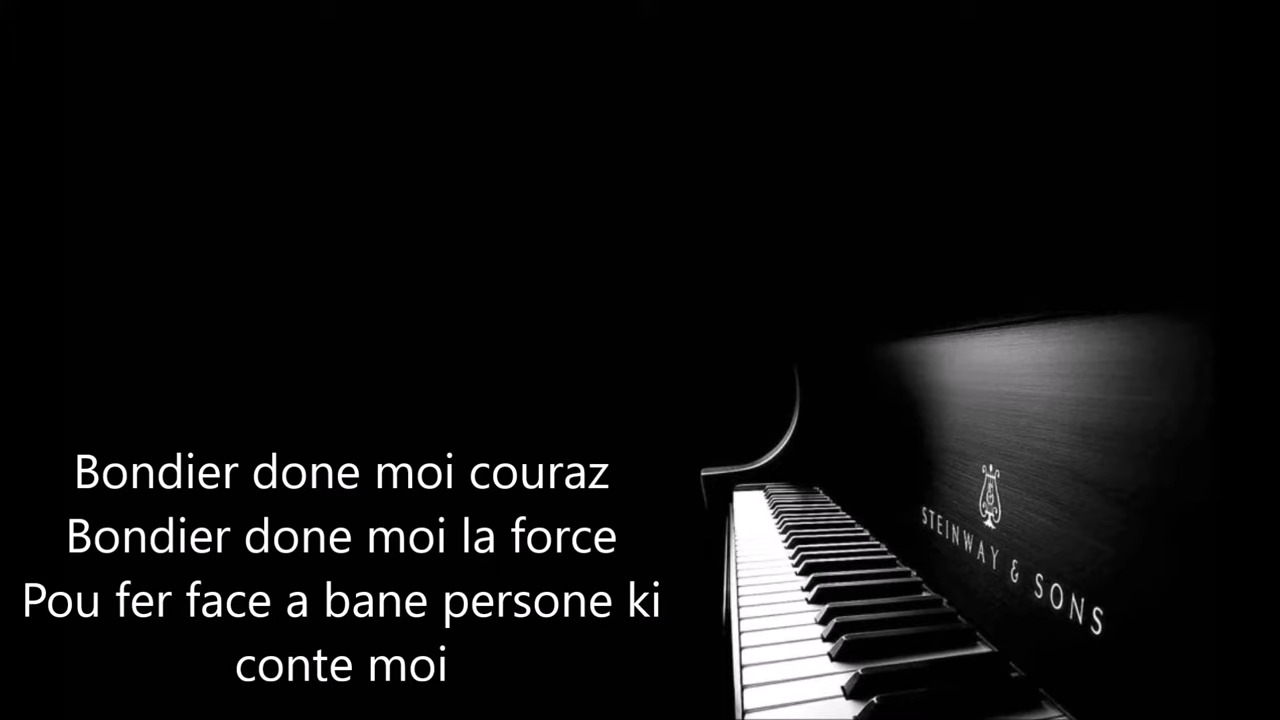 Bondier done moi couraz
Bondier done moi la force
Pou fer face a bane persone ki
conte moi
STEINWAY & SONS